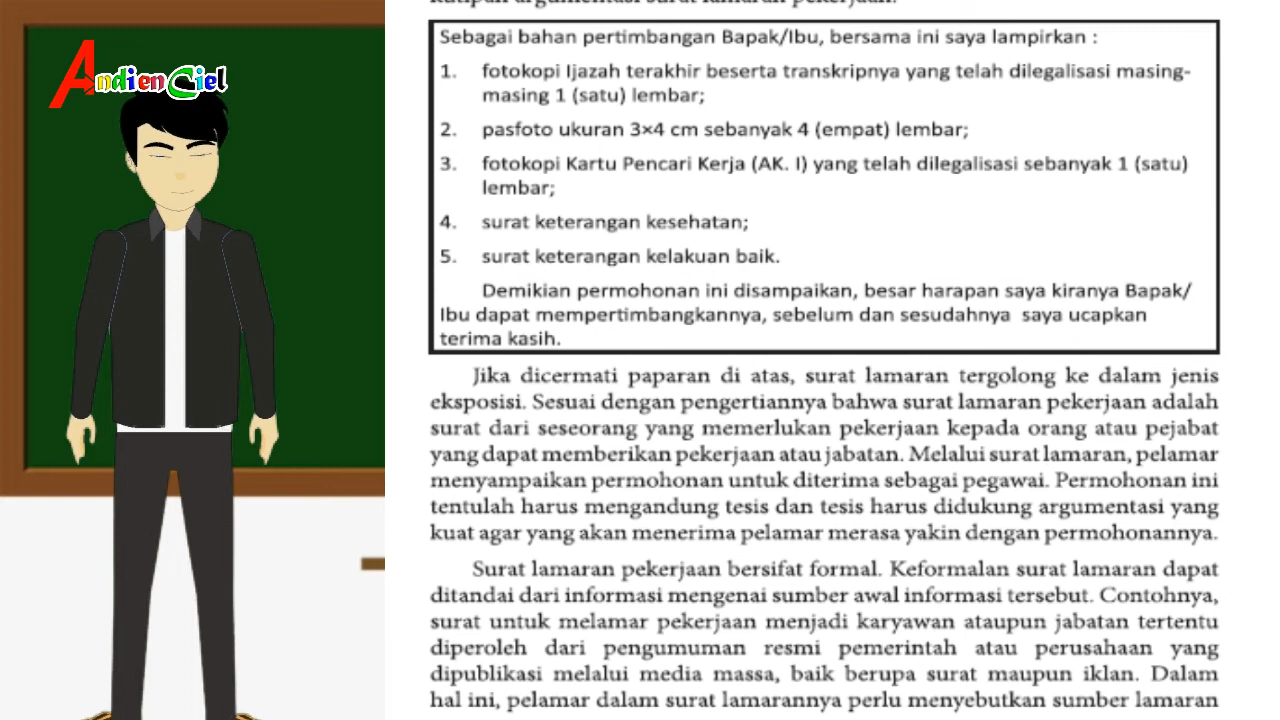 Andien Ciel
kutipan argumentasi surat lamaran pekerjaan.
Sebagai bahan pertimbangan Bapak/Ibu, bersama ini saya lampirkan :
1. fotokopi Ijazah terakhir beserta transkripnya yang telah dilegalisasi masing-
masing 1 (satu) lembar;
2. pasfoto ukuran 3×4 cm sebanyak 4 (empat) lembar;
3. fotokopi Kartu Pencari Kerja (AK. I) yang telah dilegalisasi sebanyak 1 (satu)
lembar;
4. surat keterangan kesehatan;
5. surat keterangan kelakuan baik.
Demikian permohonan ini disampaikan, besar harapan saya kiranya Bapak/
Ibu dapat mempertimbangkannya, sebelum dan sesudahnya saya ucapkan
terima kasih.
Jika dicermati paparan di atas, surat lamaran tergolong ke dalam jenis
eksposisi. Sesuai dengan pengertiannya bahwa surat lamaran pekerjaan adalah
surat dari seseorang yang memerlukan pekerjaan kepada orang atau pejabat
yang dapat memberikan pekerjaan atau jabatan. Melalui surat lamaran, pelamar
menyampaikan permohonan untuk diterima sebagai pegawai. Permohonan ini
tentulah harus mengandung tesis dan tesis harus didukung argumentasi yang
kuat agar yang akan menerima pelamar merasa yakin dengan permohonannya.
Surat lamaran pekerjaan bersifat formal. Keformalan surat lamaran dapat
ditandai dari informasi mengenai sumber awal informasi tersebut. Contohnya,
surat untuk melamar pekerjaan menjadi karyawan ataupun jabatan tertentu
diperoleh dari pengumuman resmi pemerintah atau perusahaan yang
dipublikasi melalui media massa, baik berupa surat maupun iklan. Dalam
hal ini, pelamar dalam surat lamarannya perlu menyebutkan sumber lamaran